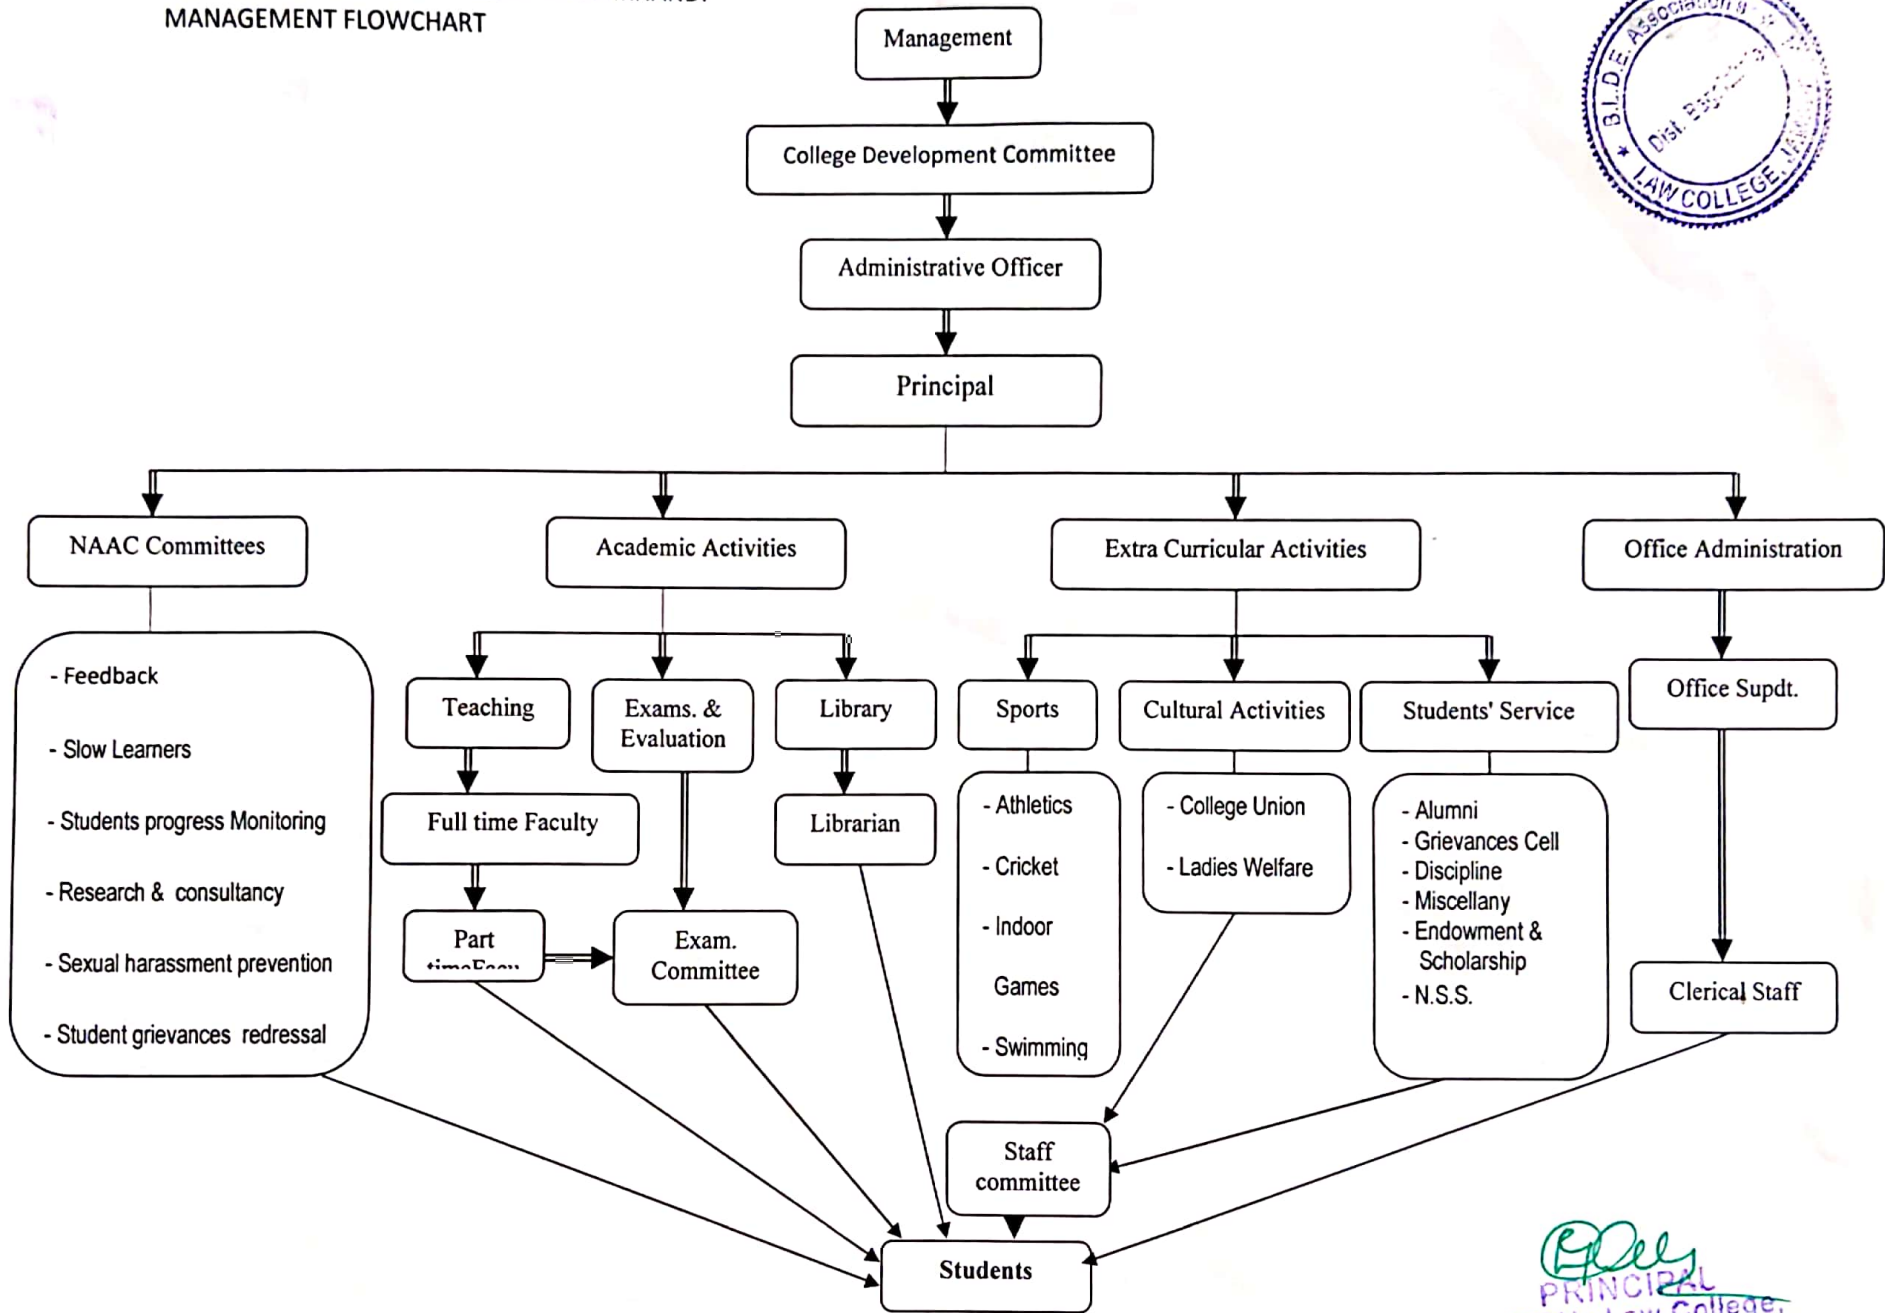 MANAGEMENT FLOWCHART
Management
College Development Committee
Administrative Officer
Principal
NAAC Committees
Academic Activities
Extra Curricular Activities
Office Administration
- Feedback
- Slow Learners
- Students progress Monitoring
- Research & consultancy
- Sexual harassment prevention
- Student grievances redressal
Teaching
Exams. &
Evaluation
Library
Sports
Cultural Activities
Students' Service
Office Supdt.
Full time Faculty
Librarian
- Athletics
- Cricket
- Indoor
Games
- Swimming
- College Union
- Ladies Welfare
- Alumni
- Grievances Cell
- Discipline
- Miscellany
- Endowment &
Scholarship
- N.S.S.
Part
Exam.
Committee
Clerical Staff
Staff
committee
Students
B.L.D.E. Association's
LAW COLLEGE,
Dist.
PRINCIPAL
Law College,